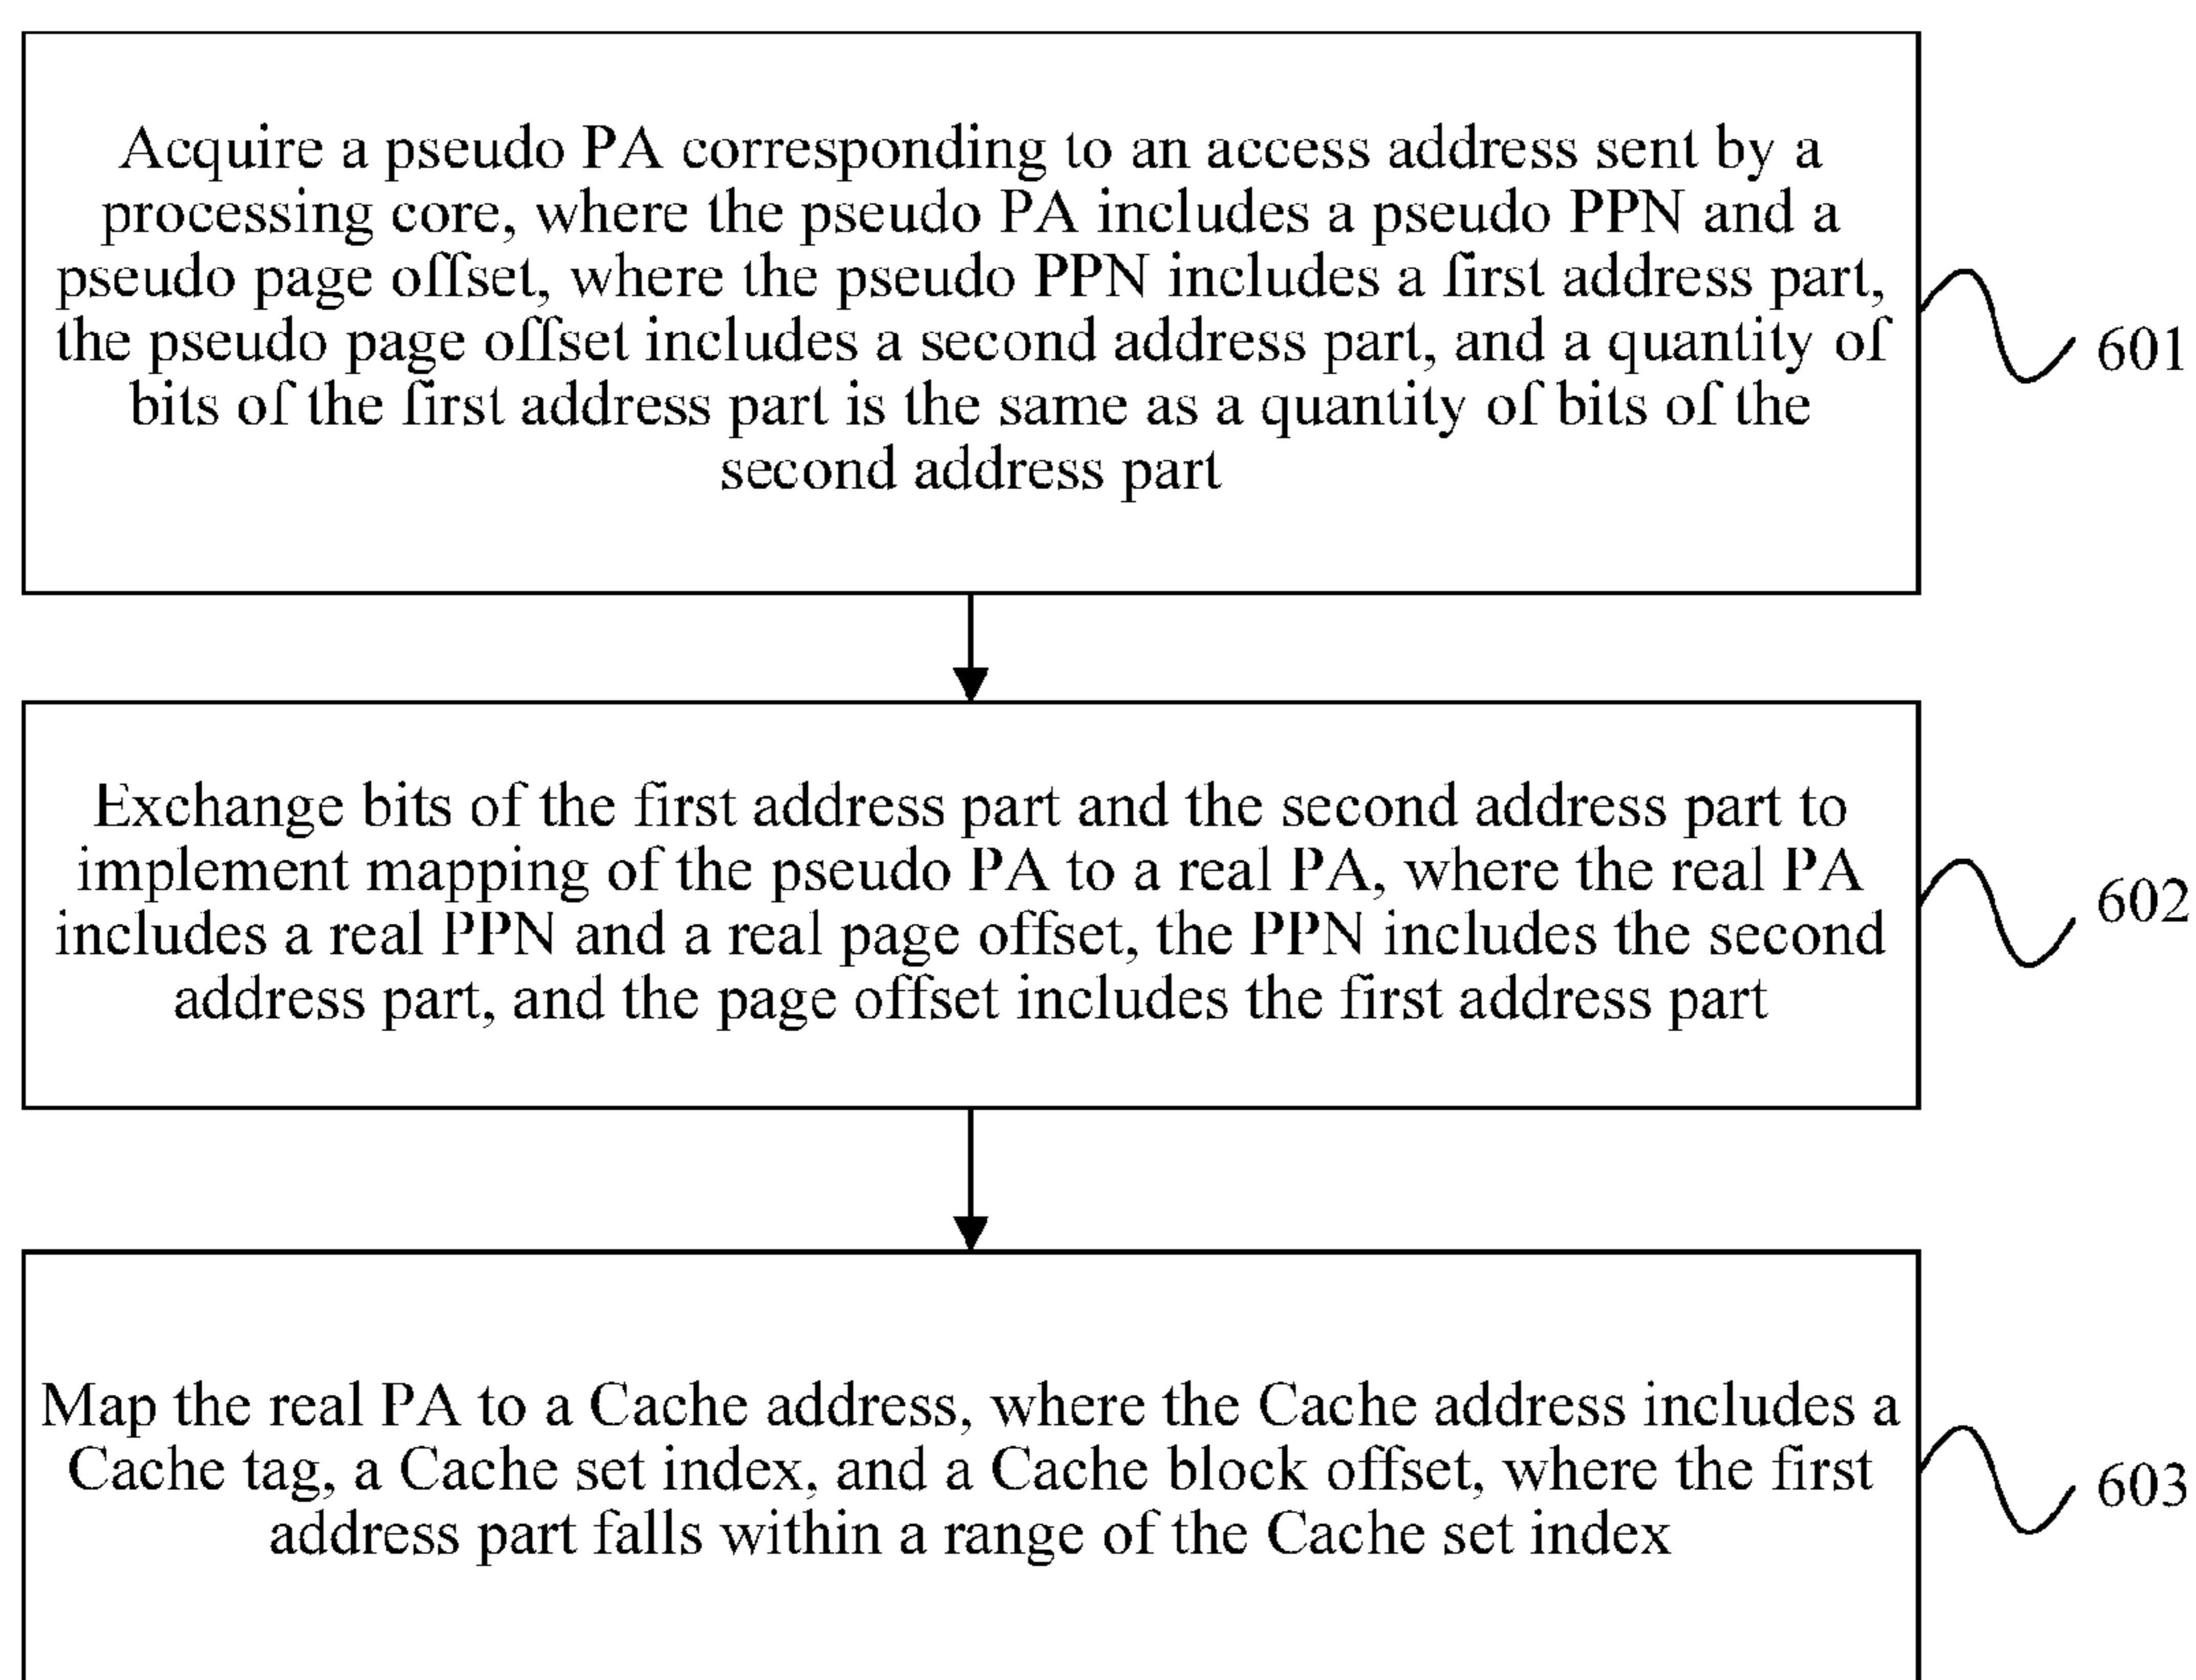 Acquire a pseudo PA corresponding to an access address sent by a
processing core, where the pseudo PA includes a pseudo PPN and a
pseudo page offset, where the pseudo PPN includes a first address part,
the pseudo page offset includes a second address part, and a quantity of
bits of the first address part is the same as a quantity of bits of the
second address part
601
Exchange bits of the first address part and the second address part to
implement mapping of the pseudo PA to a real PA, where the real PA
includes a real PPN and a real page offset, the PPN includes the second
address part, and the page offset includes the first address part
602
Map the real PA to a Cache address, where the Cache address includes a
Cache tag, a Cache set index, and a Cache block offset, where the first
address part falls within a range of the Cache set index
603